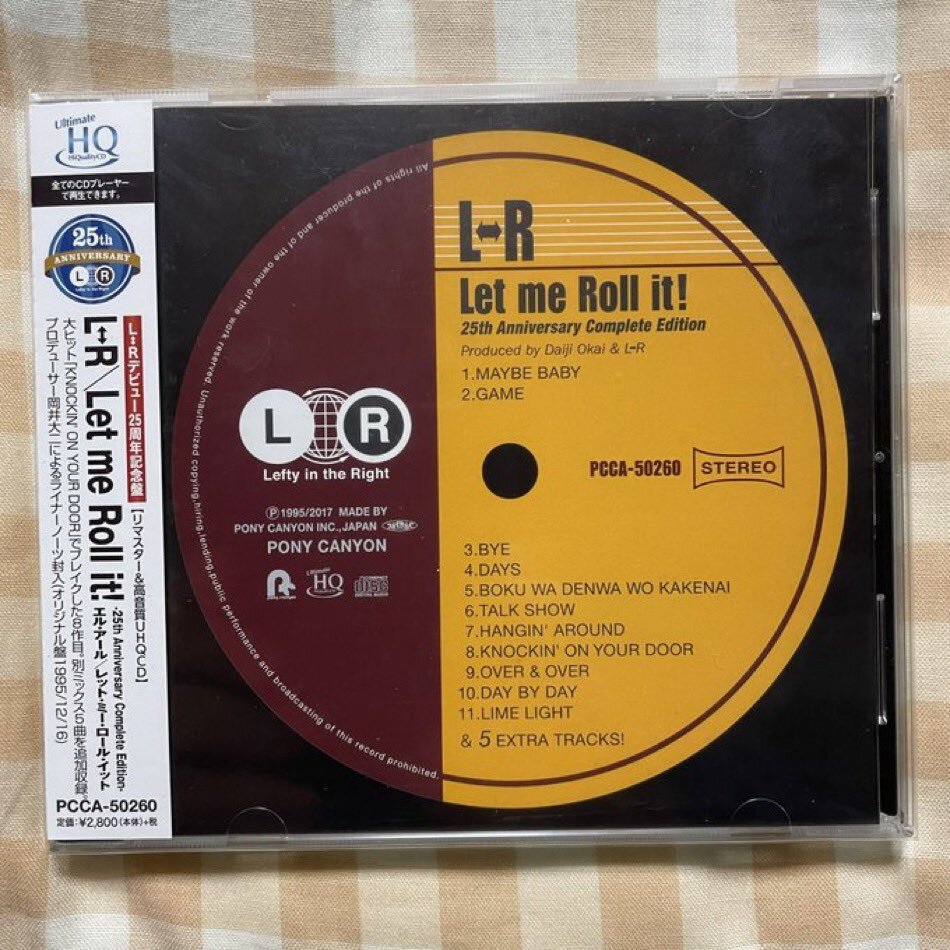 Ultimate
HQ
HiQualityCD
全てのCDプレーヤー
で再生できます。
25th
ANNIVERSARY
L R
Lefty in the Right
L↔Rデビュー25周年記念盤
【リマスター&高音質UHQCD】
L↔R／Let me Roll it!
-25th Anniversary Complete Edition-
エル・アール／レット・ミー・ロール・イット
大ヒット「KNOCKIN' ON YOUR DOOR」でブレイクした8作目。別ミックス5曲を追加収録。
プロデューサー岡井大二によるライナーノーツ封入(オリジナル盤1995/12/16)
PCCA-50260
定価:¥2,800(本体)+税
All rights of the producer and of the owner of the work reserved. Unauthorized copying,hiring,lending,public performance and broadcasting of this record prohibited.
L R
Lefty in the Right
Ⓟ1995/2017 MADE BY
PONY CANYON INC.,JAPAN
PONY CANYON
Ultimate
HQ
L↔R
Let me Roll it!
25th Anniversary Complete Edition
Produced by Daiji Okai & L↔R
1.MAYBE BABY
2.GAME
PCCA-50260
STEREO
3.BYE
4.DAYS
5.BOKU WA DENWA WO KAKENAI
6.TALK SHOW
7.HANGIN' AROUND
8.KNOCKIN' ON YOUR DOOR
9.OVER & OVER
10.DAY BY DAY
11.LIME LIGHT
& 5 EXTRA TRACKS!